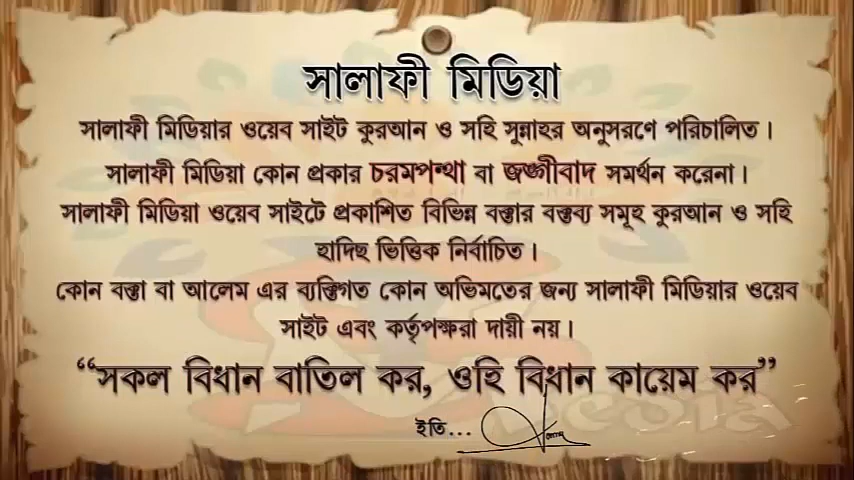 সালাফী মিডিয়া
সালাফী মিডিয়ার ওয়েব সাইট কুরআন ও সহি সুন্নাহর অনুসরণে পরিচালিত।
সালাফী মিডিয়া কোন প্রকার চরমপন্থা বা জঙ্গীবাদ সমর্থন করেনা।
সালাফী মিডিয়া ওয়েব সাইটে প্রকাশিত বিভিন্ন বক্তার বক্তব্য সমূহ কুরআন ও সহি
হাদিছ ভিত্তিক নির্বাচিত।
কোন বক্তা বা আলেম এর ব্যক্তিগত কোন অভিমতের জন্য সালাফী মিডিয়ার ওয়েব
সাইট এবং কর্তৃপক্ষরা দায়ী নয়।
“সকল বিধান বাতিল কর, ওহি বিধান কায়েম কর”
ইতি...